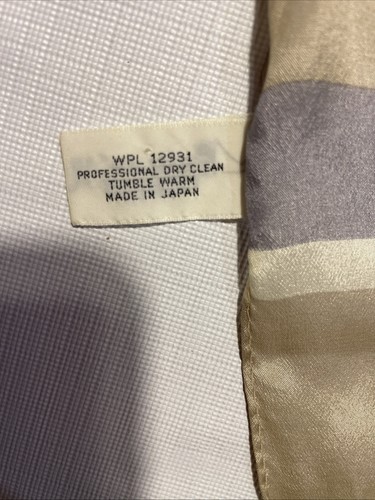 WPL 12931
PROFESSIONAL DRY CLEAN
TUMBLE WARM
MADE IN JAPAN